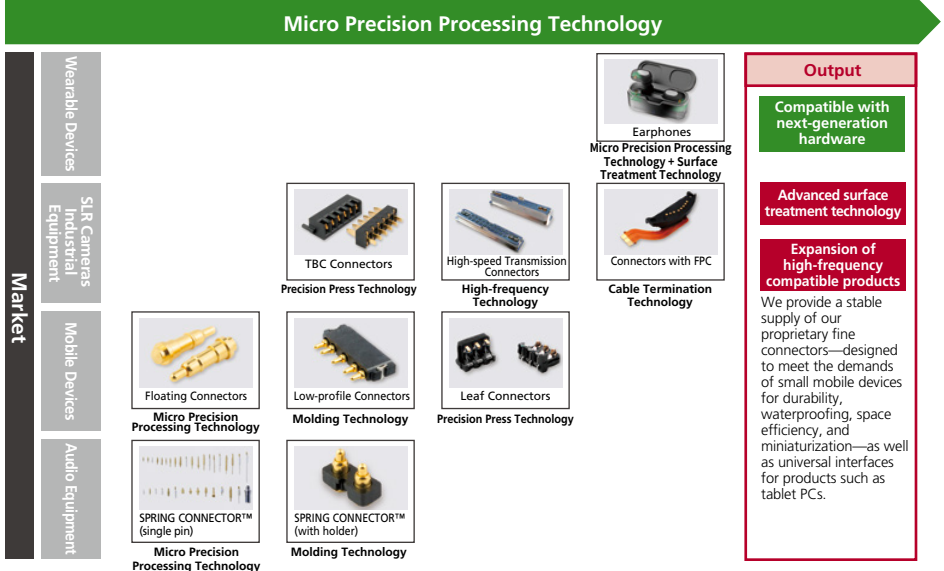 Micro Precision Processing Technology
Market
Wearable Devices
Earphones
Micro Precision Processing
Technology + Surface
Treatment Technology
SLR Cameras
Industrial
Equipment
TBC Connectors
Precision Press Technology
High-speed Transmission
Connectors
High-frequency
Technology
Connectors with FPC
Cable Termination
Technology
Mobile Devices
Floating Connectors
Micro Precision
Processing Technology
Low-profile Connectors
Molding Technology
Leaf Connectors
Precision Press Technology
Audio Equipment
SPRING CONNECTOR™
(single pin)
Micro Precision
Processing Technology
SPRING CONNECTOR™
(with holder)
Molding Technology
Output
Compatible with
next-generation
hardware
Advanced surface
treatment technology
Expansion of
high-frequency
compatible products
We provide a stable
supply of our
proprietary fine
connectors—designed
to meet the demands
of small mobile devices
for durability,
waterproofing, space
efficiency, and
miniaturization—as well
as universal interfaces
for products such as
tablet PCs.